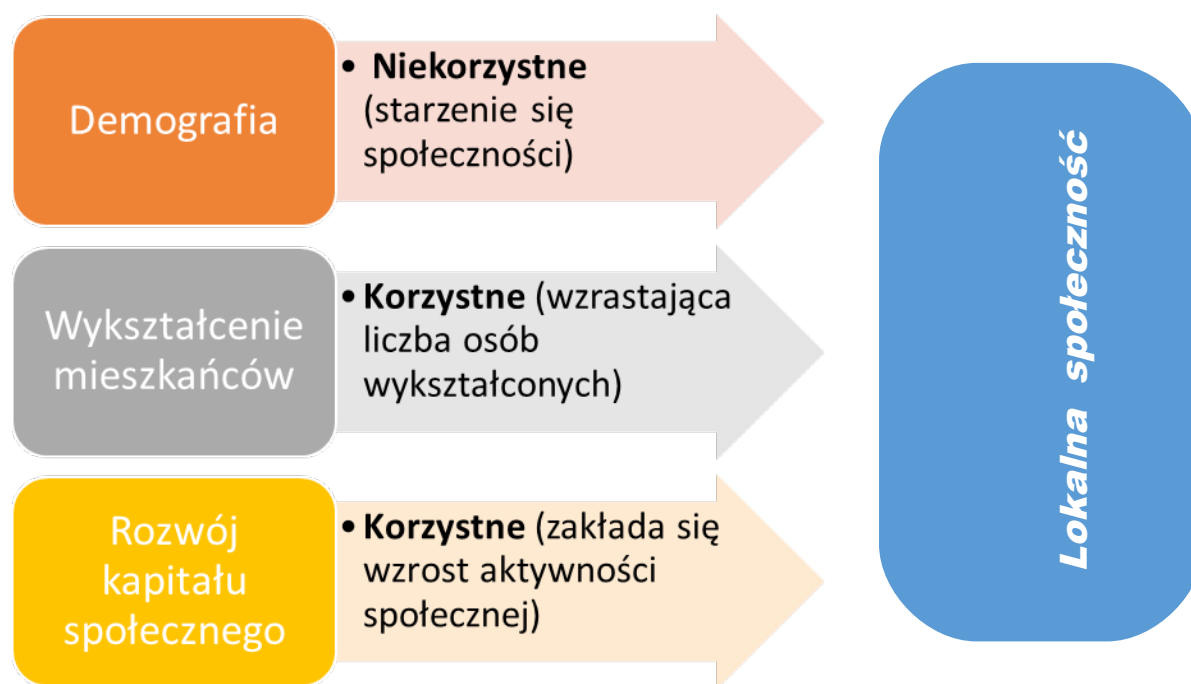 Demografia
• Niekorzystne
(starzenie się
społeczności)
Wykształcenie
mieszkańców
• Korzystne (wzrastająca
liczba osób
wykształconych)
Rozwój
kapitału
społecznego
• Korzystne (zakłada się
wzrost aktywności
społecznej)
Lokalna społeczność